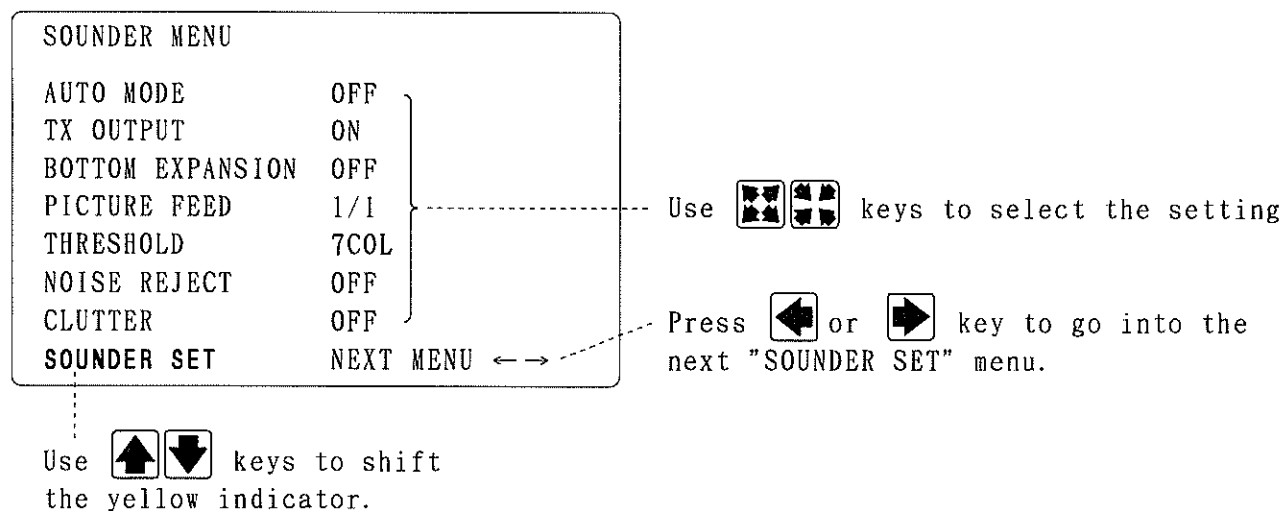 SOUNDER MENU
AUTO MODE OFF
TX OUTPUT ON
BOTTOM EXPANSION OFF
PICTURE FEED 1/1
THRESHOLD 7COL
NOISE REJECT OFF
CLUTTER OFF
SOUNDER SET NEXT MENU ←→
Use keys to select the setting
Press or key to go into the
next "SOUNDER SET" menu.
Use keys to shift
the yellow indicator.